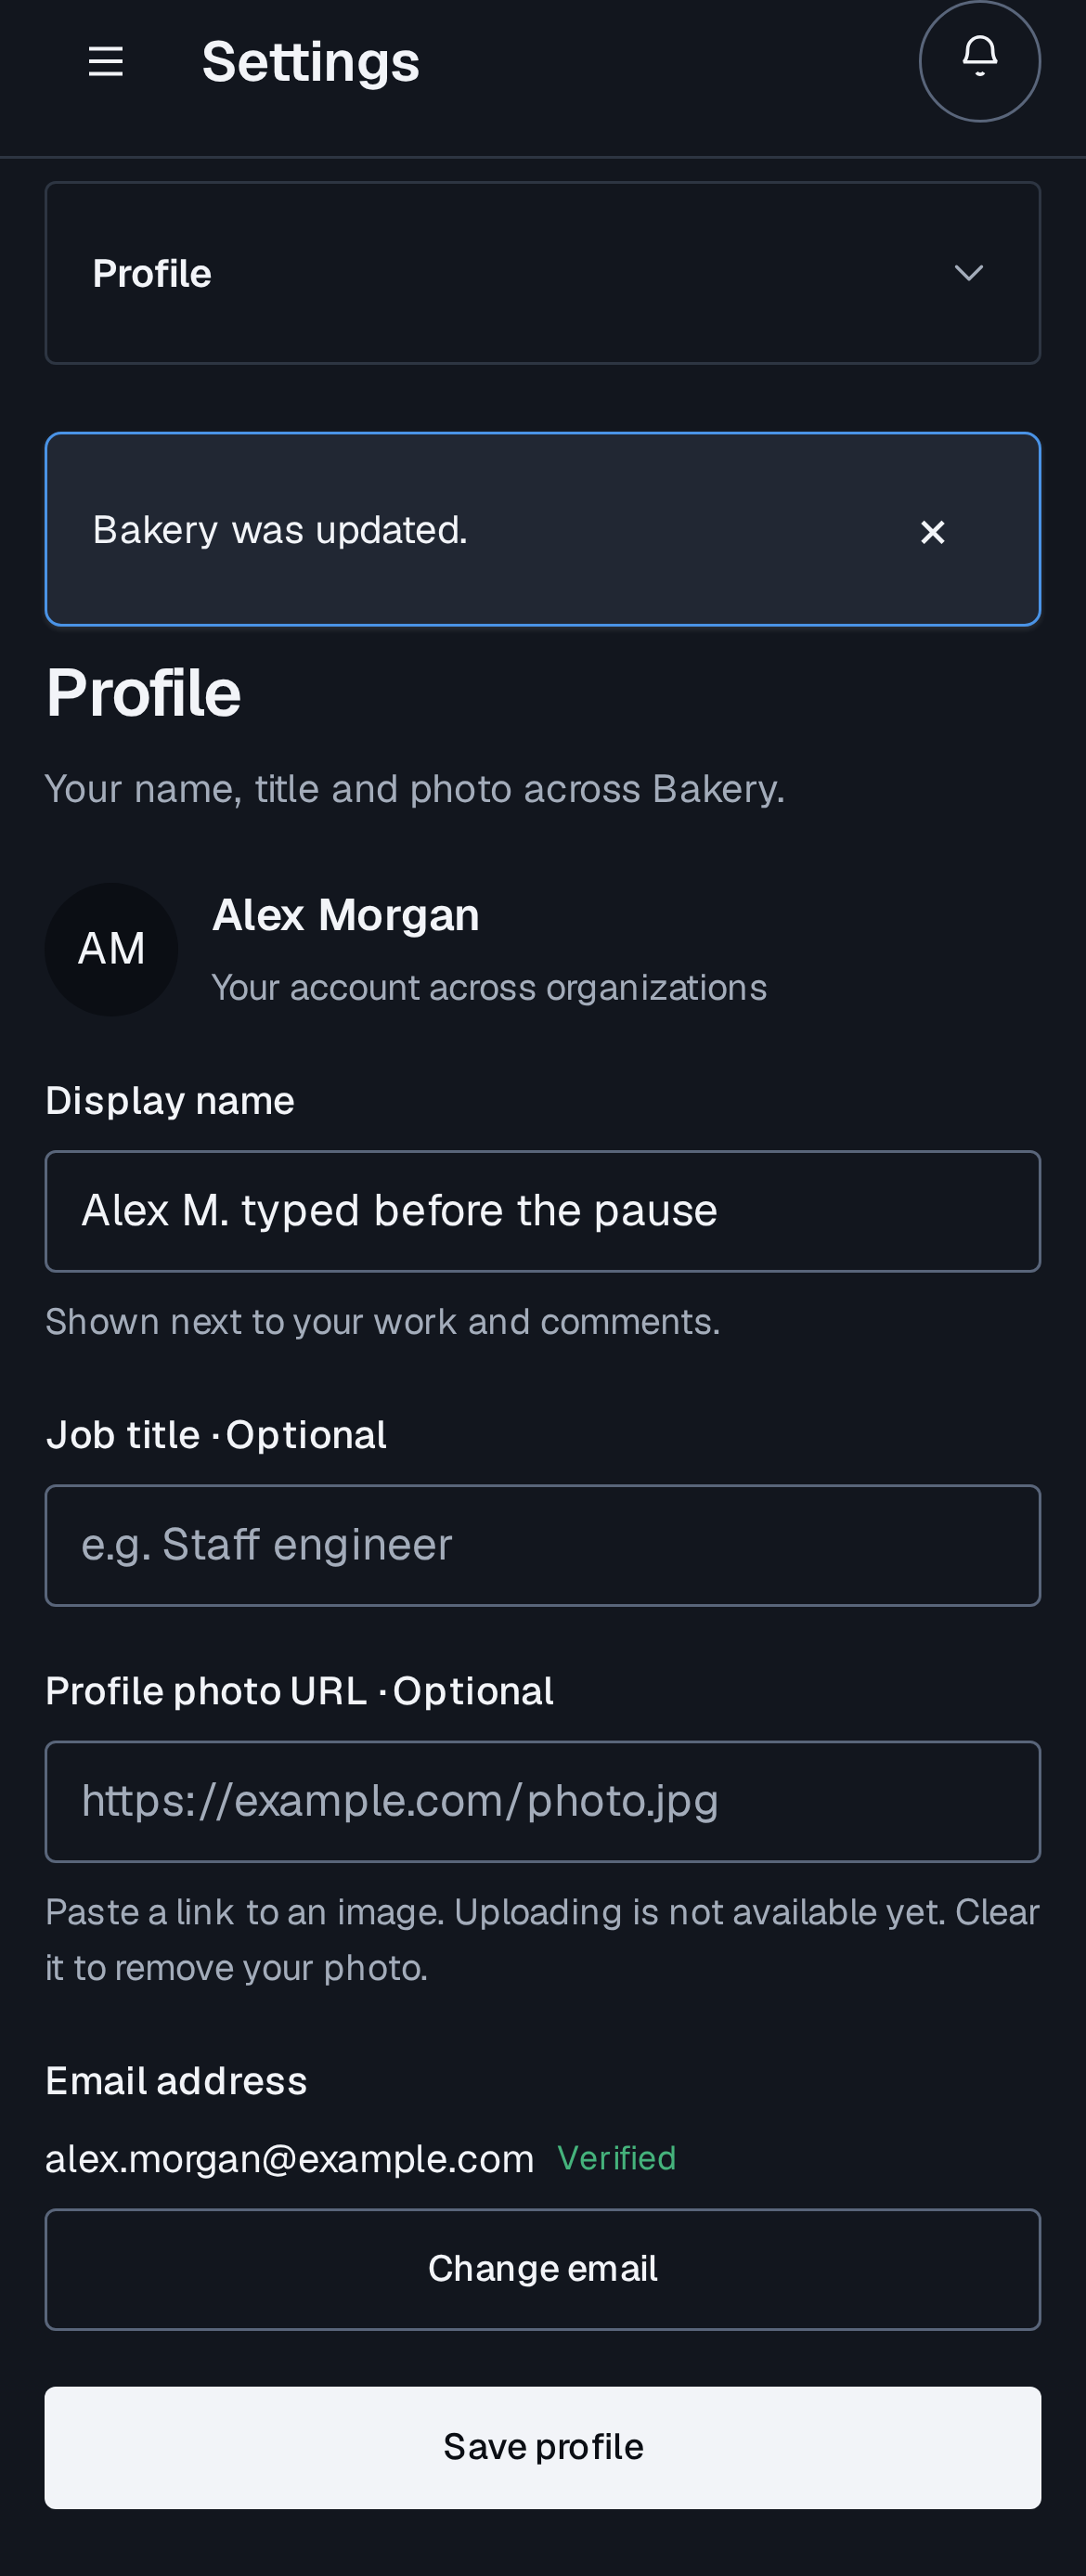 Settings
Profile
Bakery was updated.
Profile
Your name, title and photo across Bakery.
AM
Alex Morgan
Your account across organizations
Display name
Alex M. typed before the pause
Shown next to your work and comments.
Job title · Optional
e.g. Staff engineer
Profile photo URL · Optional
https://example.com/photo.jpg
Paste a link to an image. Uploading is not available yet. Clear
it to remove your photo.
Email address
alex.morgan@example.com Verified
Change email
Save profile